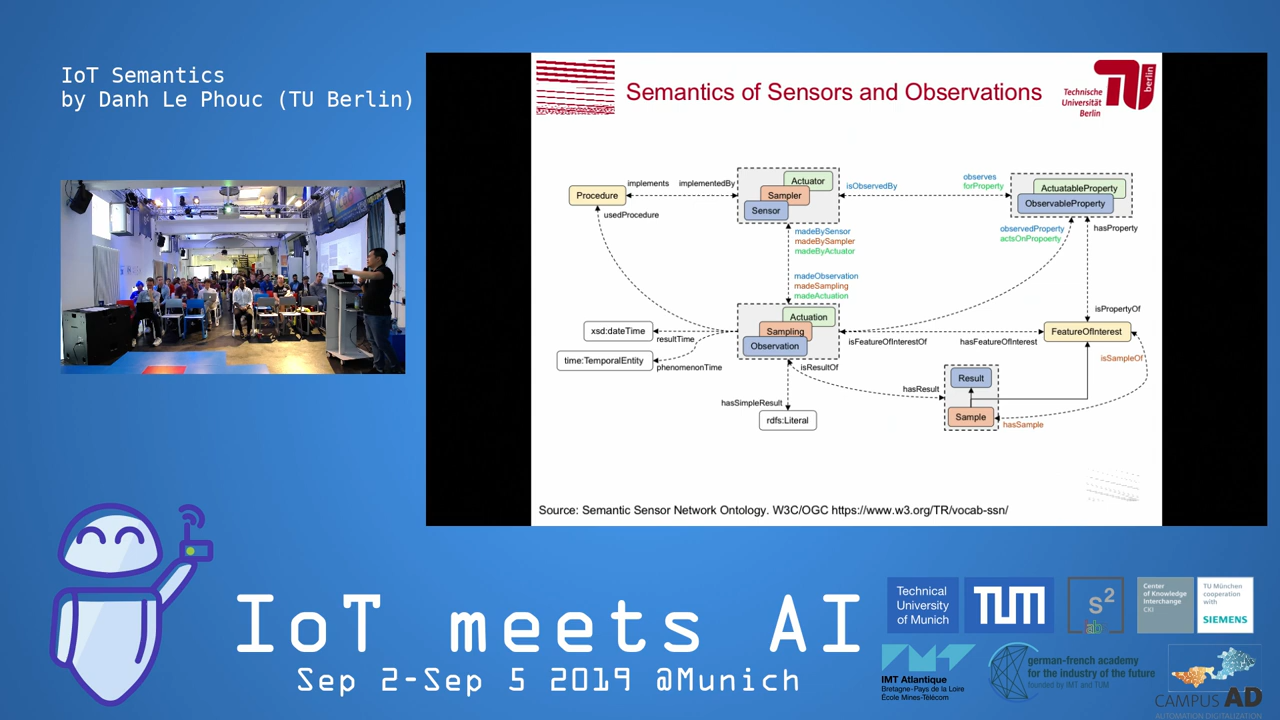 IoT Semantics
by Danh Le Phouc (TU Berlin)
Semantics of Sensors and Observations
Technische
Universität
Berlin
berlin
Procedure
implements
implementedBy
Actuator
Sampler
Sensor
isObservedBy
observes
forProperty
ActuatableProperty
ObservableProperty
usedProcedure
madeBySensor
madeBySampler
madeByActuator
observedProperty
actsOnPropoerty
hasProperty
madeObservation
madeSampling
madeActuation
isPropertyOf
Actuation
Sampling
Observation
xsd:dateTime
resultTime
time:TemporalEntity
phenomenonTime
isFeatureOfInterestOf
hasFeatureOfInterest
FeatureOfInterest
isSampleOf
isResultOf
hasResult
Result
Sample
hasSample
hasSimpleResult
rdfs:Literal
Source: Semantic Sensor Network Ontology. W3C/OGC https://www.w3.org/TR/vocab-ssn/
IoT meets AI
Sep 2-Sep 5 2019 @Munich
Technical
University
of Munich
TUM
s2
lab
Center
of Knowledge
Interchange
CKI
TU München
cooperation
with
SIEMENS
IMT Atlantique
Bretagne-Pays de la Loire
École Mines-Télécom
german-french academy
for the industry of the future
founded by IMT and TUM
CAMPUS AD
AUTOMATION DIGITALIZATION